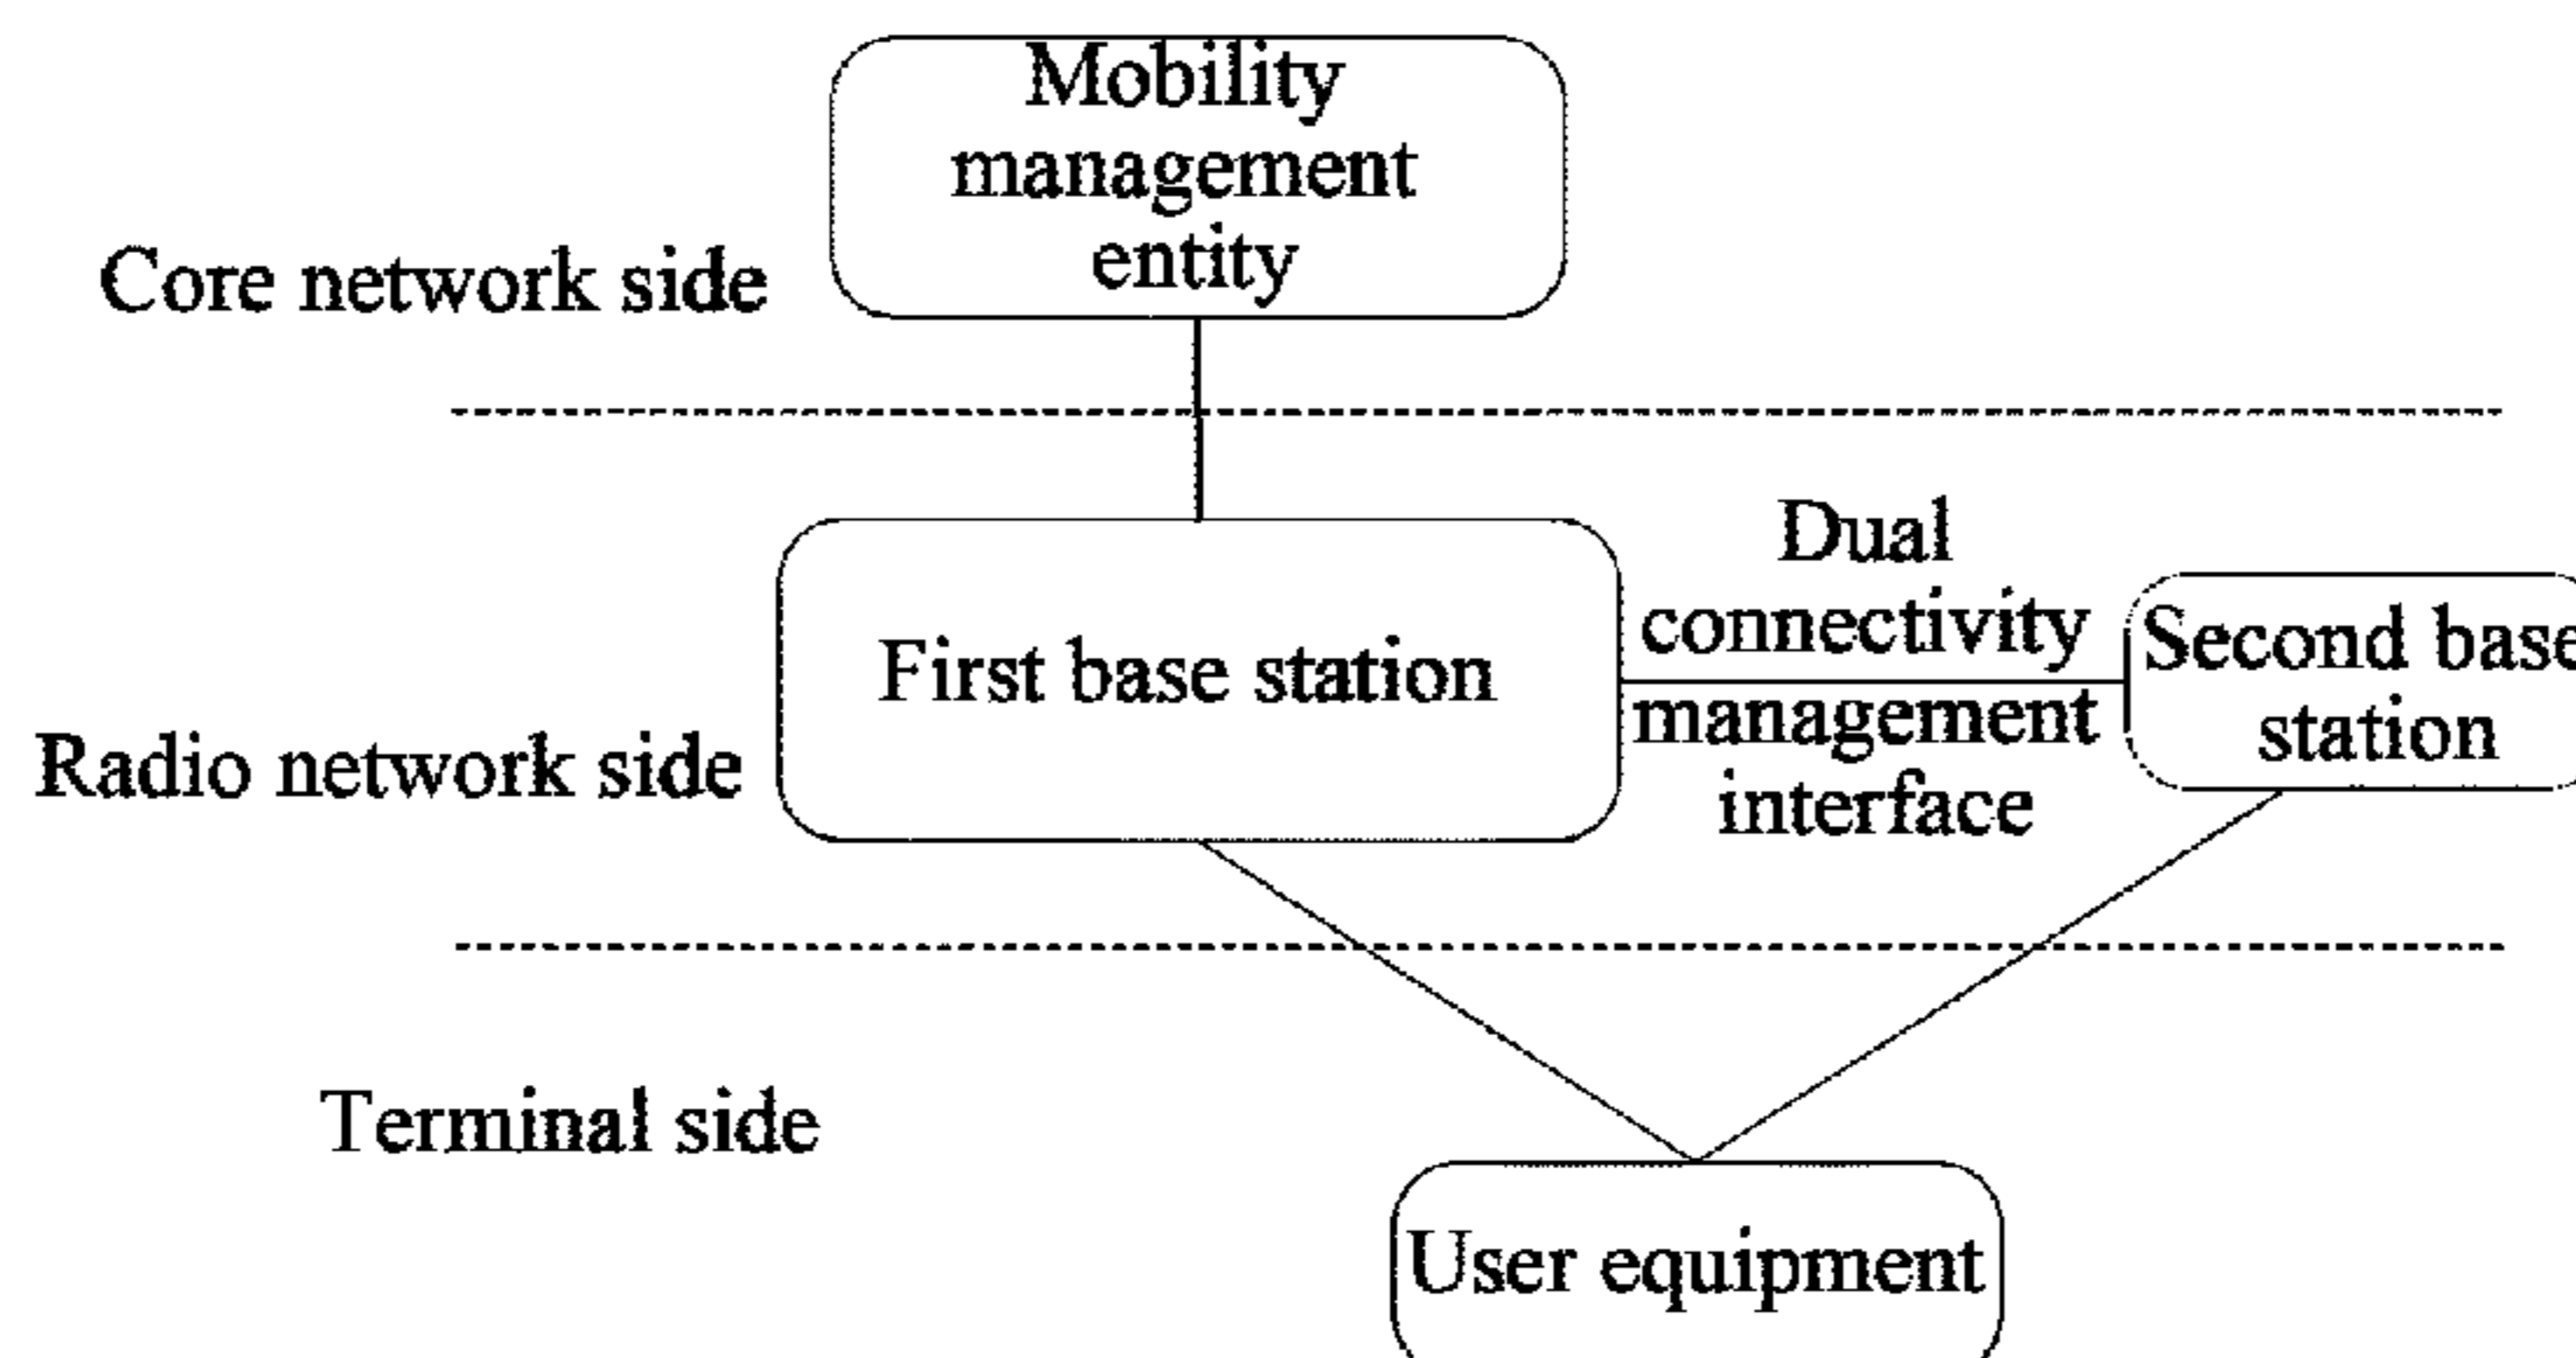 Mobility
management
entity
Core network side
Dual
connectivity
management
interface
First base station
Second base
station
Radio network side
Terminal side
User equipment